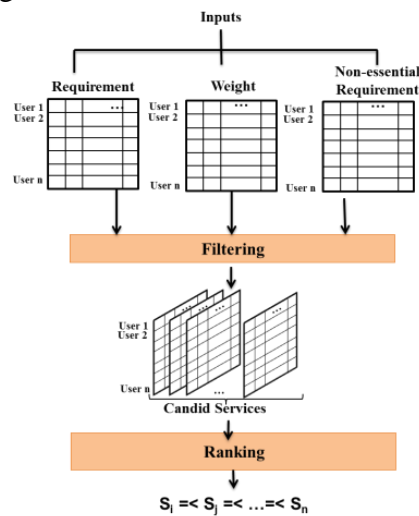 Inputs
Requirement
Weight
Non-essential
Requirement
User 1
User 2
User n
...
User 1
User 2
User n
...
User 1
User 2
User n
...
Filtering
User 1
User 2
User n
... ... ... ...
...
Candid Services
Ranking
Si =< Sj =< ...=< Sn